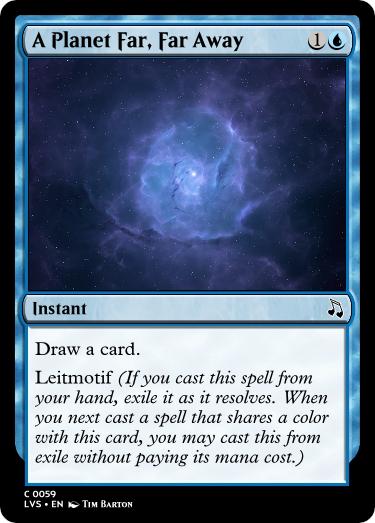 A Planet Far, Far Away 1
Instant
Draw a card.
Leitmotif (If you cast this spell from
your hand, exile it as it resolves. When
you next cast a spell that shares a color
with this card, you may cast this from
exile without paying its mana cost.)
C 0059
LVS • EN Tim Barton